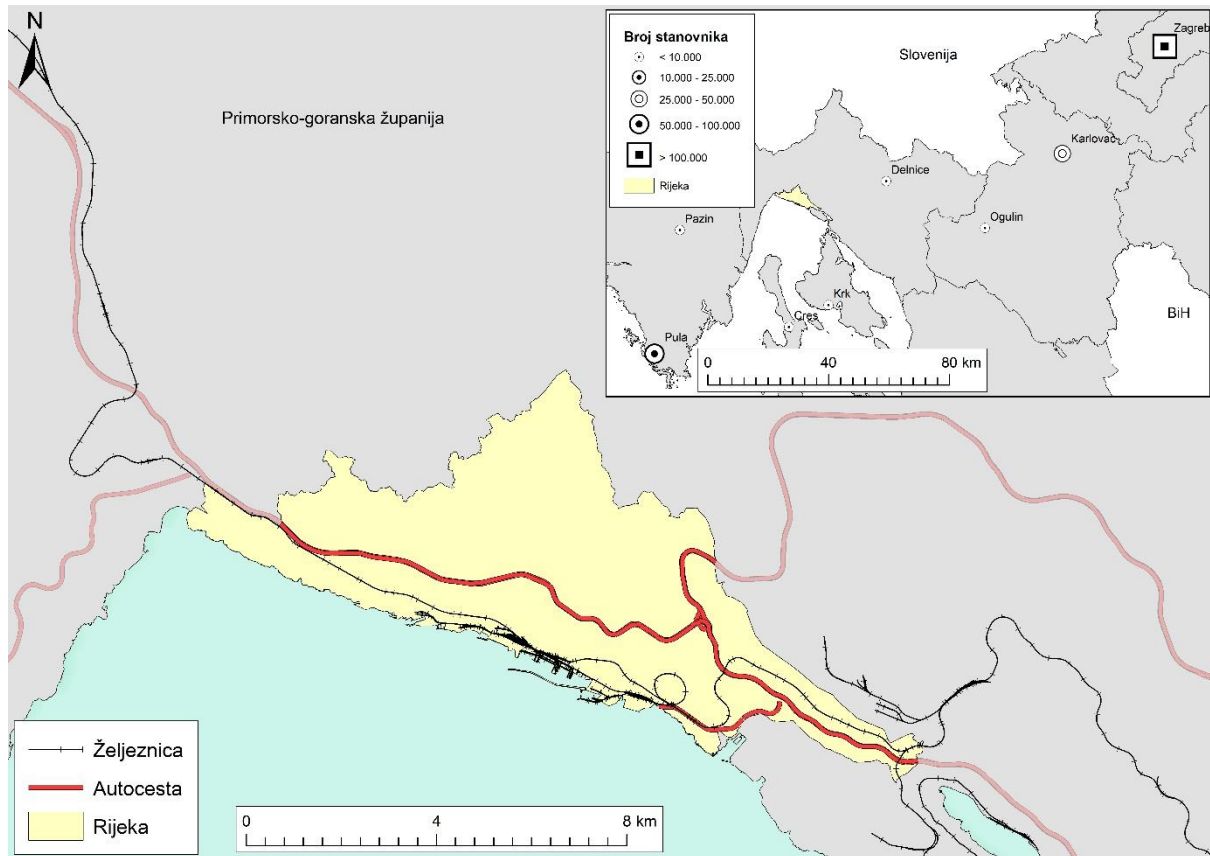 N
Primorsko-goranska županija
Broj stanovnika
< 10.000
10.000 - 25.000
25.000 - 50.000
50.000 - 100.000
> 100.000
Rijeka
Slovenija
Zagreb
Karlovac
Delnice
Pazin
Ogulin
Krk
Cres
Pula
BiH
0 40 80 km
Željeznica
Autocesta
Rijeka
0 4 8 km